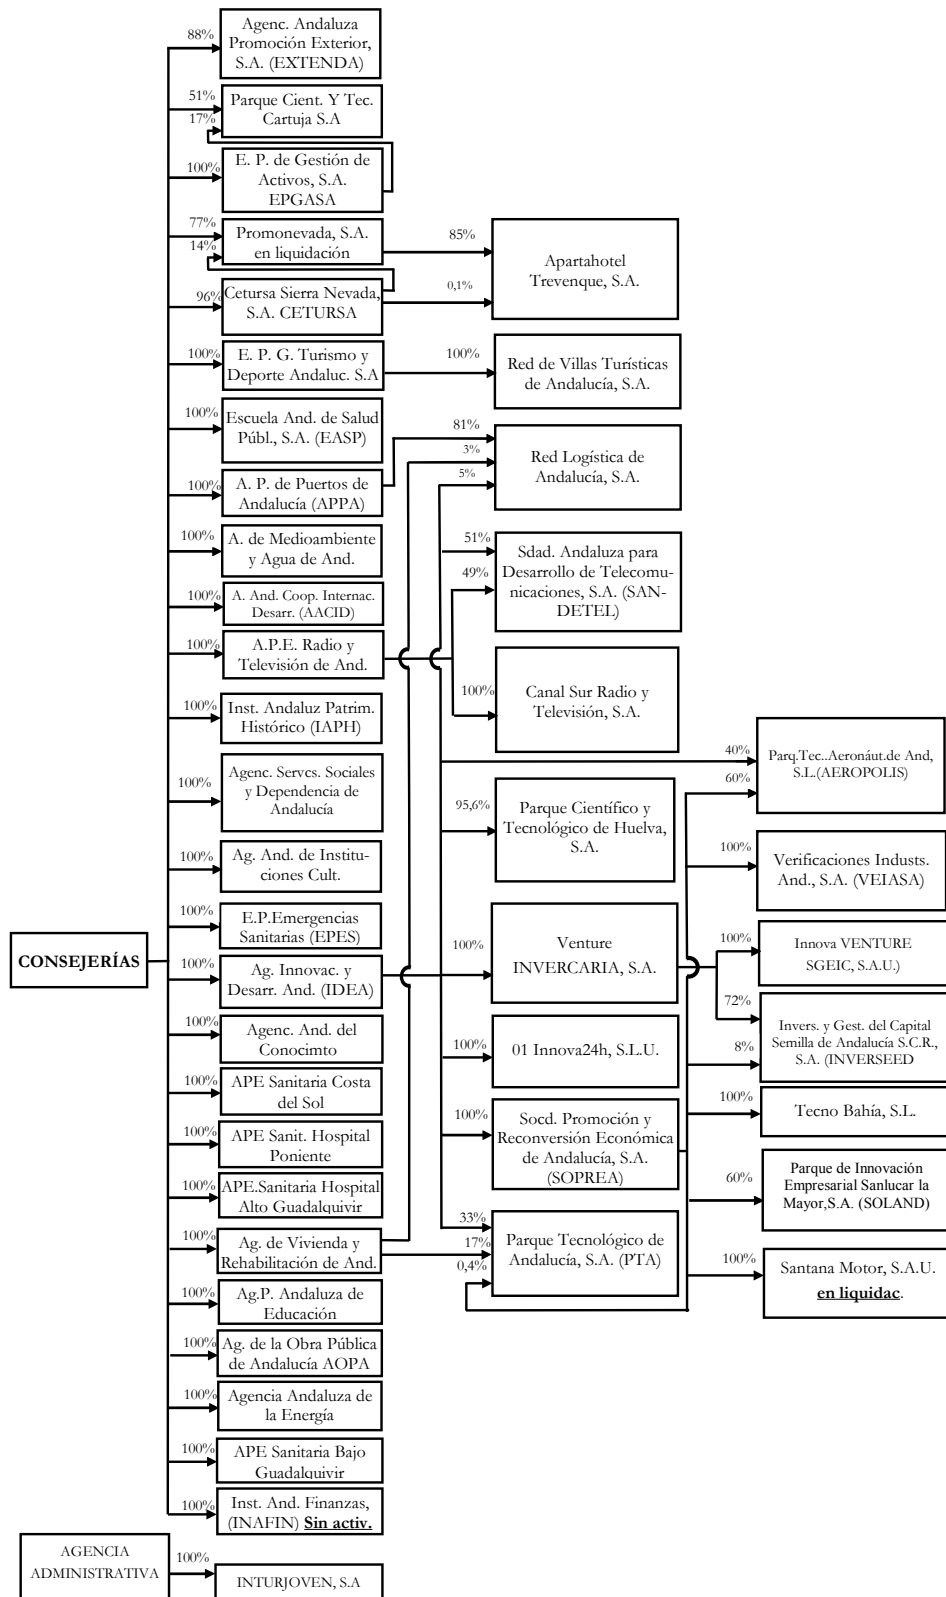 88%
Agenc. Andaluza
Promoción Exterior,
S.A. (EXTENDA)
51%
17%
Parque Cient. Y Tec.
Cartuja S.A
100%
E. P. de Gestión de
Activos, S.A.
EPGASA
77%
14%
Promonevada, S.A.
en liquidación
96%
Cetursa Sierra Nevada,
S.A. CETURSA
85%
0,1%
Apartahotel
Trevenque, S.A.
100%
E. P. G. Turismo y
Deporte Andaluc. S.A
100%
Red de Villas Turísticas
de Andalucía, S.A.
100%
Escuela And. de Salud
Públ., S.A. (EASP)
100%
A. P. de Puertos de
Andalucía (APPA)
81%
3%
5%
Red Logística de
Andalucía, S.A.
100%
A. de Medioambiente
y Agua de And.
51%
49%
Sdad. Andaluza para
Desarrollo de Telecomu-
nicaciones, S.A. (SAN-
DETEL)
100%
A. And. Coop. Internac.
Desarr. (AACID)
100%
A.P.E. Radio y
Televisión de And.
100%
Canal Sur Radio y
Televisión, S.A.
100%
Inst. Andaluz Patrim.
Histórico (IAPH)
40%
60%
Parq.Tec..Aeronáut.de And,
S.L.(AEROPOLIS)
100%
Agenc. Servcs. Sociales
y Dependencia de
Andalucía
95,6%
Parque Científico y
Tecnológico de Huelva,
S.A.
100%
Ag. And. de Institu-
ciones Cult.
100%
Verificaciones Industs.
And., S.A. (VEIASA)
100%
E.P.Emergencias
Sanitarias (EPES)
CONSEJERÍAS
100%
Ag. Innovac. y
Desarr. And. (IDEA)
100%
Venture
INVERCARIA, S.A.
100%
Innova VENTURE
SGEIC, S.A.U.)
72%
8%
Invers. y Gest. del Capital
Semilla de Andalucía S.C.R.,
S.A. (INVERSEED
100%
Agenc. And. del
Conocimto
100%
01 Innova24h, S.L.U.
100%
APE Sanitaria Costa
del Sol
100%
Tecno Bahía, S.L.
100%
APE Sanit. Hospital
Poniente
100%
Socd. Promoción y
Reconversión Económica
de Andalucía, S.A.
(SOPREA)
60%
Parque de Innovación
Empresarial Sanlucar la
Mayor,S.A. (SOLAND)
100%
APE.Sanitaria Hospital
Alto Guadalquivir
100%
Ag. de Vivienda y
Rehabilitación de And.
33%
17%
0,4%
Parque Tecnológico de
Andalucía, S.A. (PTA)
100%
Santana Motor, S.A.U.
en liquidac.
100%
Ag.P. Andaluza de
Educación
100%
Ag. de la Obra Pública
de Andalucía AOPA
100%
Agencia Andaluza de
la Energía
100%
APE Sanitaria Bajo
Guadalquivir
100%
Inst. And. Finanzas,
(INAFIN) Sin activ.
AGENCIA
ADMINISTRATIVA
100%
INTURJOVEN, S.A